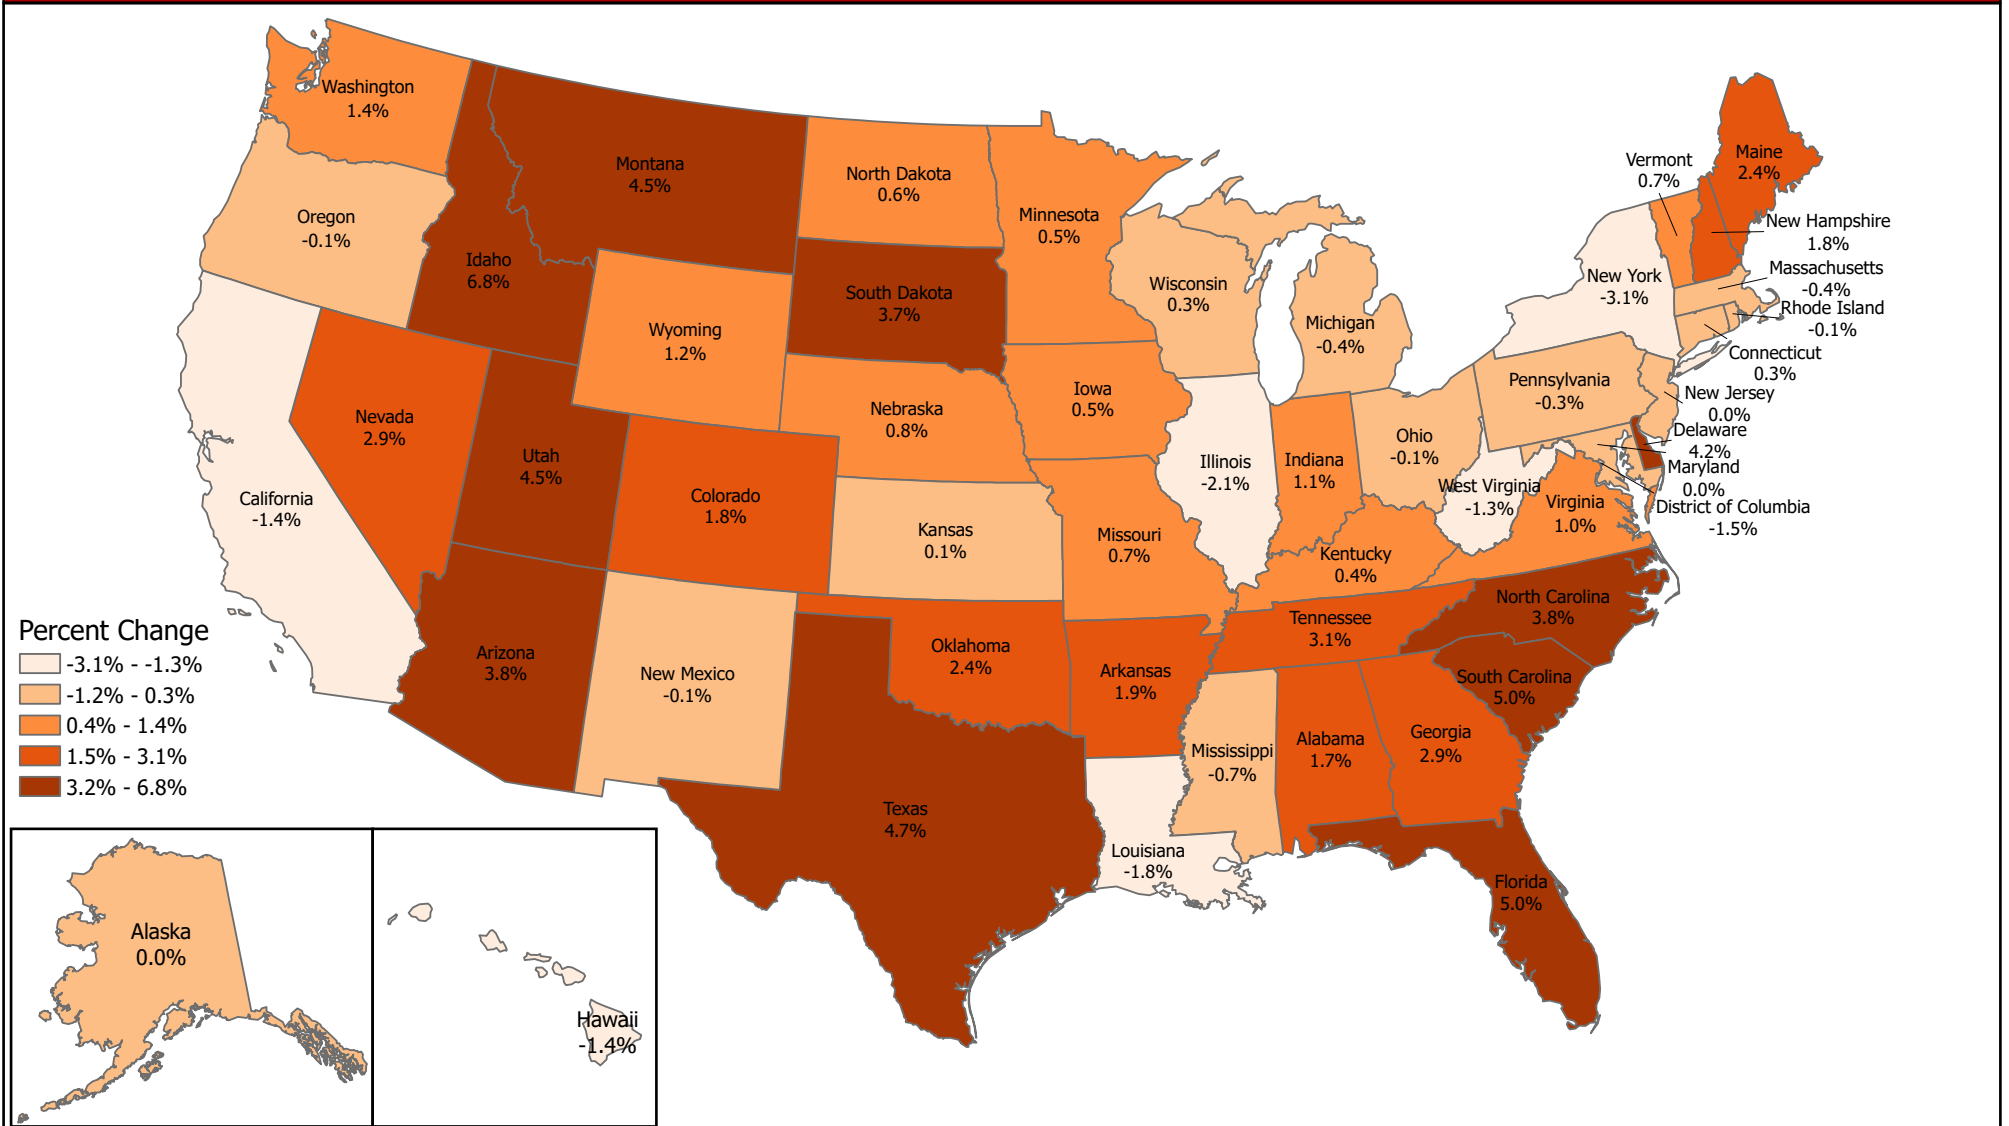 Washington
1.4%
Oregon
-0.1%
California
-1.4%
Idaho
6.8%
Nevada
2.9%
Montana
4.5%
Wyoming
1.2%
Utah
4.5%
Colorado
1.8%
Arizona
3.8%
New Mexico
-0.1%
North Dakota
0.6%
South Dakota
3.7%
Nebraska
0.8%
Kansas
0.1%
Oklahoma
2.4%
Texas
4.7%
Minnesota
0.5%
Iowa
0.5%
Missouri
0.7%
Arkansas
1.9%
Louisiana
-1.8%
Wisconsin
0.3%
Illinois
-2.1%
Michigan
-0.4%
Indiana
1.1%
Ohio
-0.1%
Kentucky
0.4%
Tennessee
3.1%
Mississippi
-0.7%
Alabama
1.7%
Georgia
2.9%
Florida
5.0%
South Carolina
5.0%
North Carolina
3.8%
Virginia
1.0%
West Virginia
-1.3%
Pennsylvania
-0.3%
New York
-3.1%
Vermont
0.7%
Maine
2.4%
New Hampshire
1.8%
Massachusetts
-0.4%
Rhode Island
-0.1%
Connecticut
0.3%
New Jersey
0.0%
Delaware
4.2%
Maryland
0.0%
District of Columbia
-1.5%
Percent Change
-3.1% - -1.3%
-1.2% - 0.3%
0.4% - 1.4%
1.5% - 3.1%
3.2% - 6.8%
Alaska
0.0%
Hawaii
-1.4%